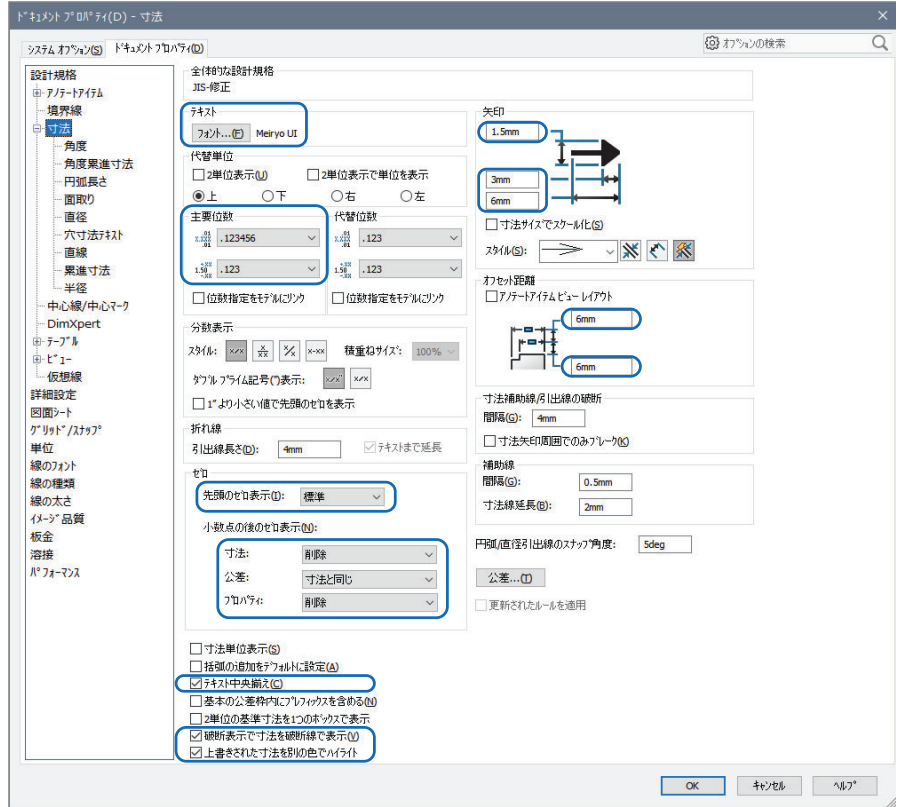 ドキュメント プロパティ(D) - 寸法
システム オプション(S)
ドキュメント プロパティ(D)
オプションの検索
設計規格
アノテートアイテム
境界線
寸法
角度
角度累進寸法
円弧長さ
面取り
直径
穴寸法テキスト
直線
累進寸法
半径
中心線/中心マーク
DimXpert
テーブル
ビュー
仮想線
詳細設定
図面シート
グリッド/スナップ
単位
線のフォント
線の種類
線の太さ
イメージ品質
板金
溶接
パフォーマンス
全体的な設計規格
JIS-修正
テキスト
フォント...(F) Meiryo UI
代替単位
2単位表示(U) 2単位表示で単位を表示
上 下 右 左
主要位数
.123456
.123
位数指定をモデルにリンク
代替位数
.123
.123
位数指定をモデルにリンク
分数表示
スタイル: 積重ねサイズ: 100%
ダブル プライム記号(")表示:
1"より小さい値で先頭のゼロを表示
折れ線
引出線長さ(D): 4mm テキストまで延長
ゼロ
先頭のゼロ表示(I): 標準
小数点の後のゼロ表示(N):
寸法: 削除
公差: 寸法と同じ
プロパティ: 削除
寸法単位表示(S)
括弧の追加をデフォルトに設定(A)
テキスト中央揃え(C)
基本の公差枠内にプレフィックスを含める(N)
2単位の基準寸法を1つのボックスで表示
破断表示で寸法を破断線で表示(V)
上書きされた寸法を別の色でハイライト
矢印
1.5mm
3mm
6mm
寸法サイズでスケール化(S)
スタイル(S):
オフセット距離
アノテートアイテム ビュー レイアウト
6mm
6mm
寸法補助線/引出線の破断
間隔(G): 4mm
寸法矢印周囲でのみブレーク(K)
補助線
間隔(G): 0.5mm
寸法線延長(B): 2mm
円弧/直径引出線のスナップ角度: 5deg
公差...(T)
更新されたルールを適用
OK キャンセル ヘルプ